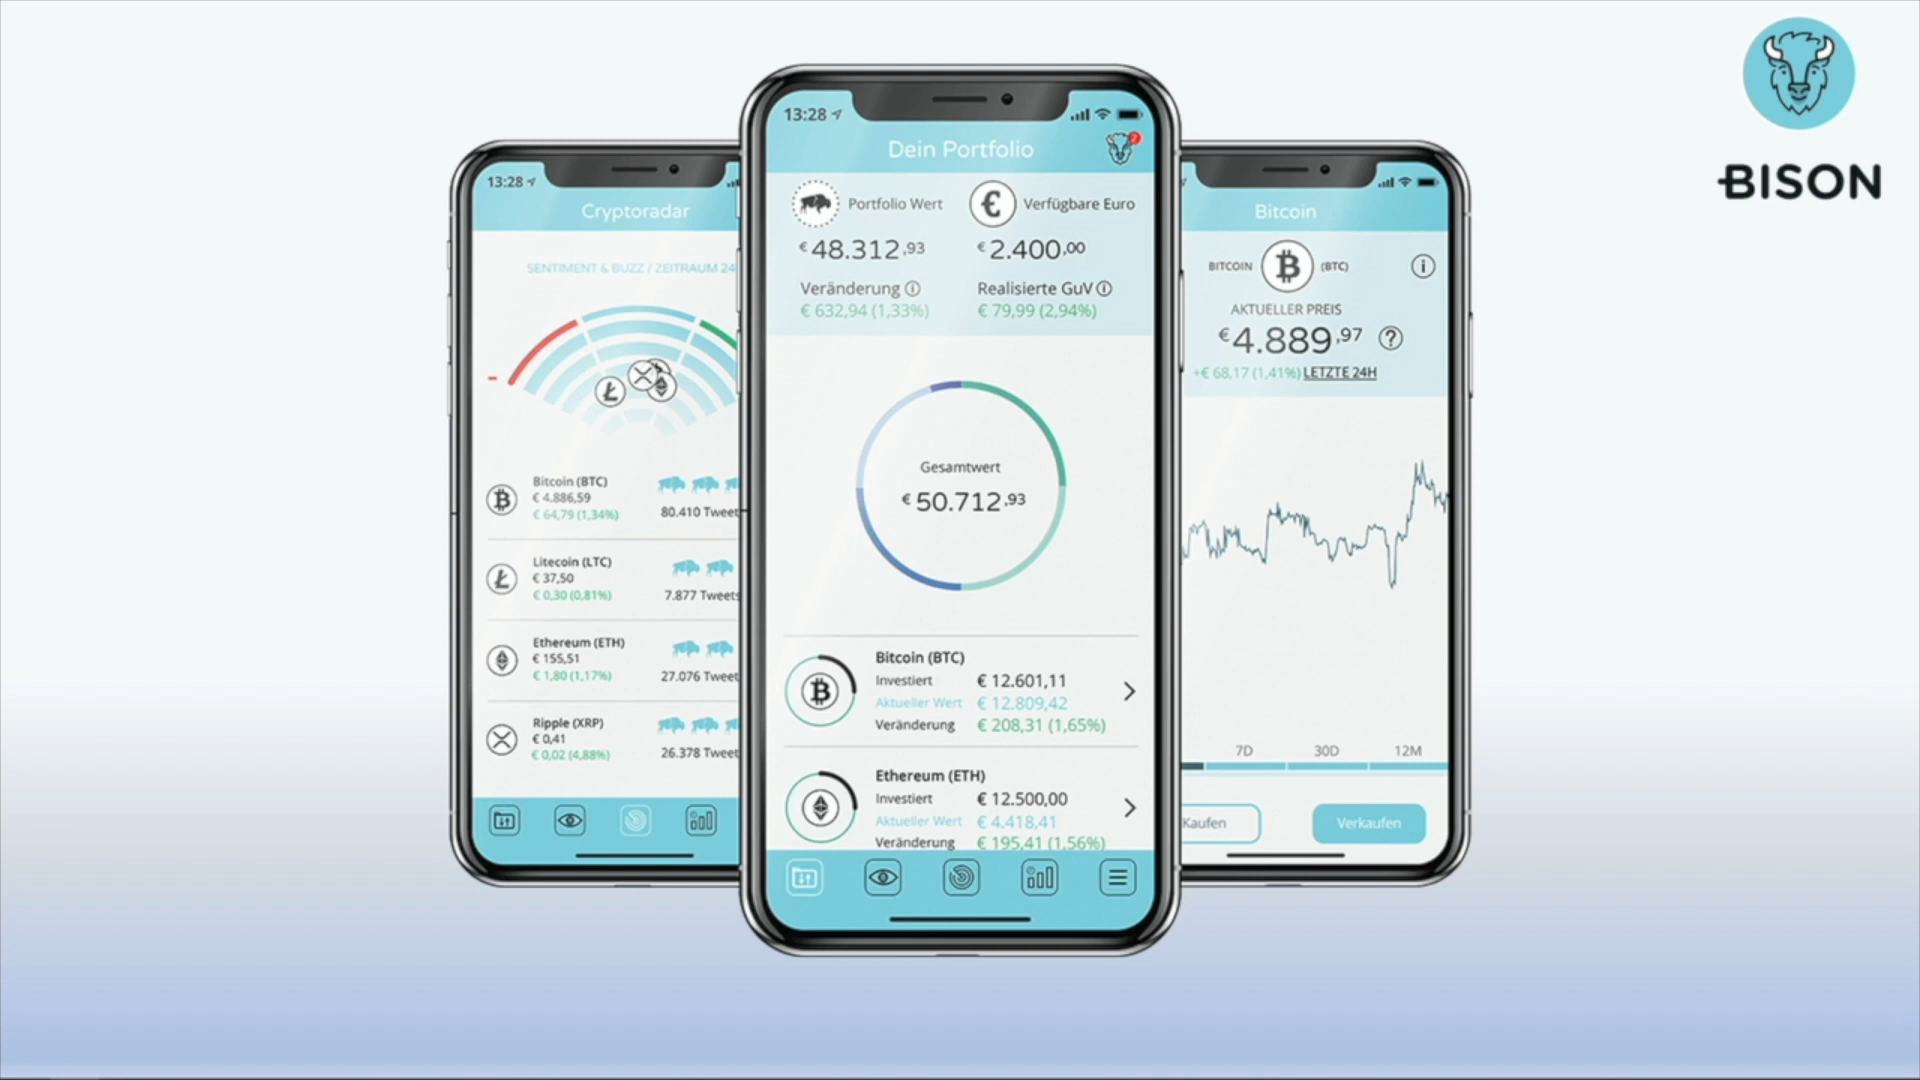 BISON
13:28
Cryptoradar
SENTIMENT & BUZZ / ZEITRAUM 24
-
Bitcoin (BTC)
€ 4.886,59
€ 64,79 (1,34%)
80.410 Tweet
Litecoin (LTC)
€ 37,50
€ 0,30 (0,81%)
7.877 Tweets
Ethereum (ETH)
€ 155,51
€ 1,80 (1,17%)
27.076 Tweet
Ripple (XRP)
€ 0,41
€ 0,02 (4,88%)
26.378 Tweet
13:28
Dein Portfolio
2
Portfolio Wert
€ 48.312,93
€
Verfügbare Euro
€ 2.400,00
Veränderung
€ 632,94 (1,33%)
Realisierte GuV
€ 79,99 (2,94%)
Gesamtwert
€ 50.712,93
Bitcoin (BTC)
Investiert € 12.601,11
Aktueller Wert € 12.809,42
Veränderung € 208,31 (1,65%)
Ethereum (ETH)
Investiert € 12.500,00
Aktueller Wert € 4.418,41
Veränderung € 195,41 (1,56%)
Bitcoin
BITCOIN (BTC)
AKTUELLER PREIS
€ 4.889,97 ?
+€ 68,17 (1,41%) LETZTE 24H
7D 30D 12M
Kaufen
Verkaufen